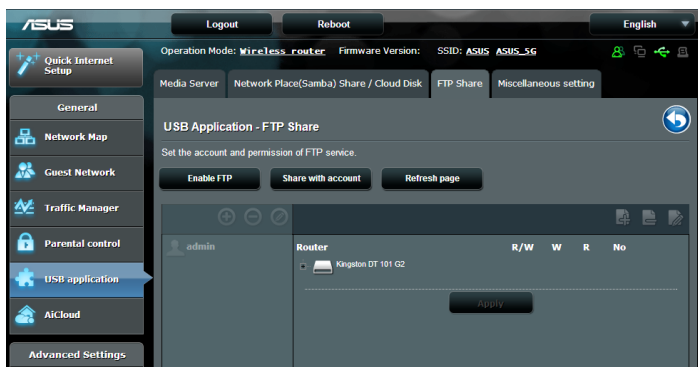 ASUS
Logout
Reboot
English
Quick Internet Setup
Operation Mode: Wireless router Firmware Version: SSID: ASUS ASUS_5G
Media Server
Network Place(Samba) Share / Cloud Disk
FTP Share
Miscellaneous setting
General
Network Map
Guest Network
Traffic Manager
Parental control
USB application
AiCloud
Advanced Settings
USB Application - FTP Share
Set the account and permission of FTP service.
Enable FTP
Share with account
Refresh page
admin
Router R/W W R No
Kingston DT 101 G2
Apply